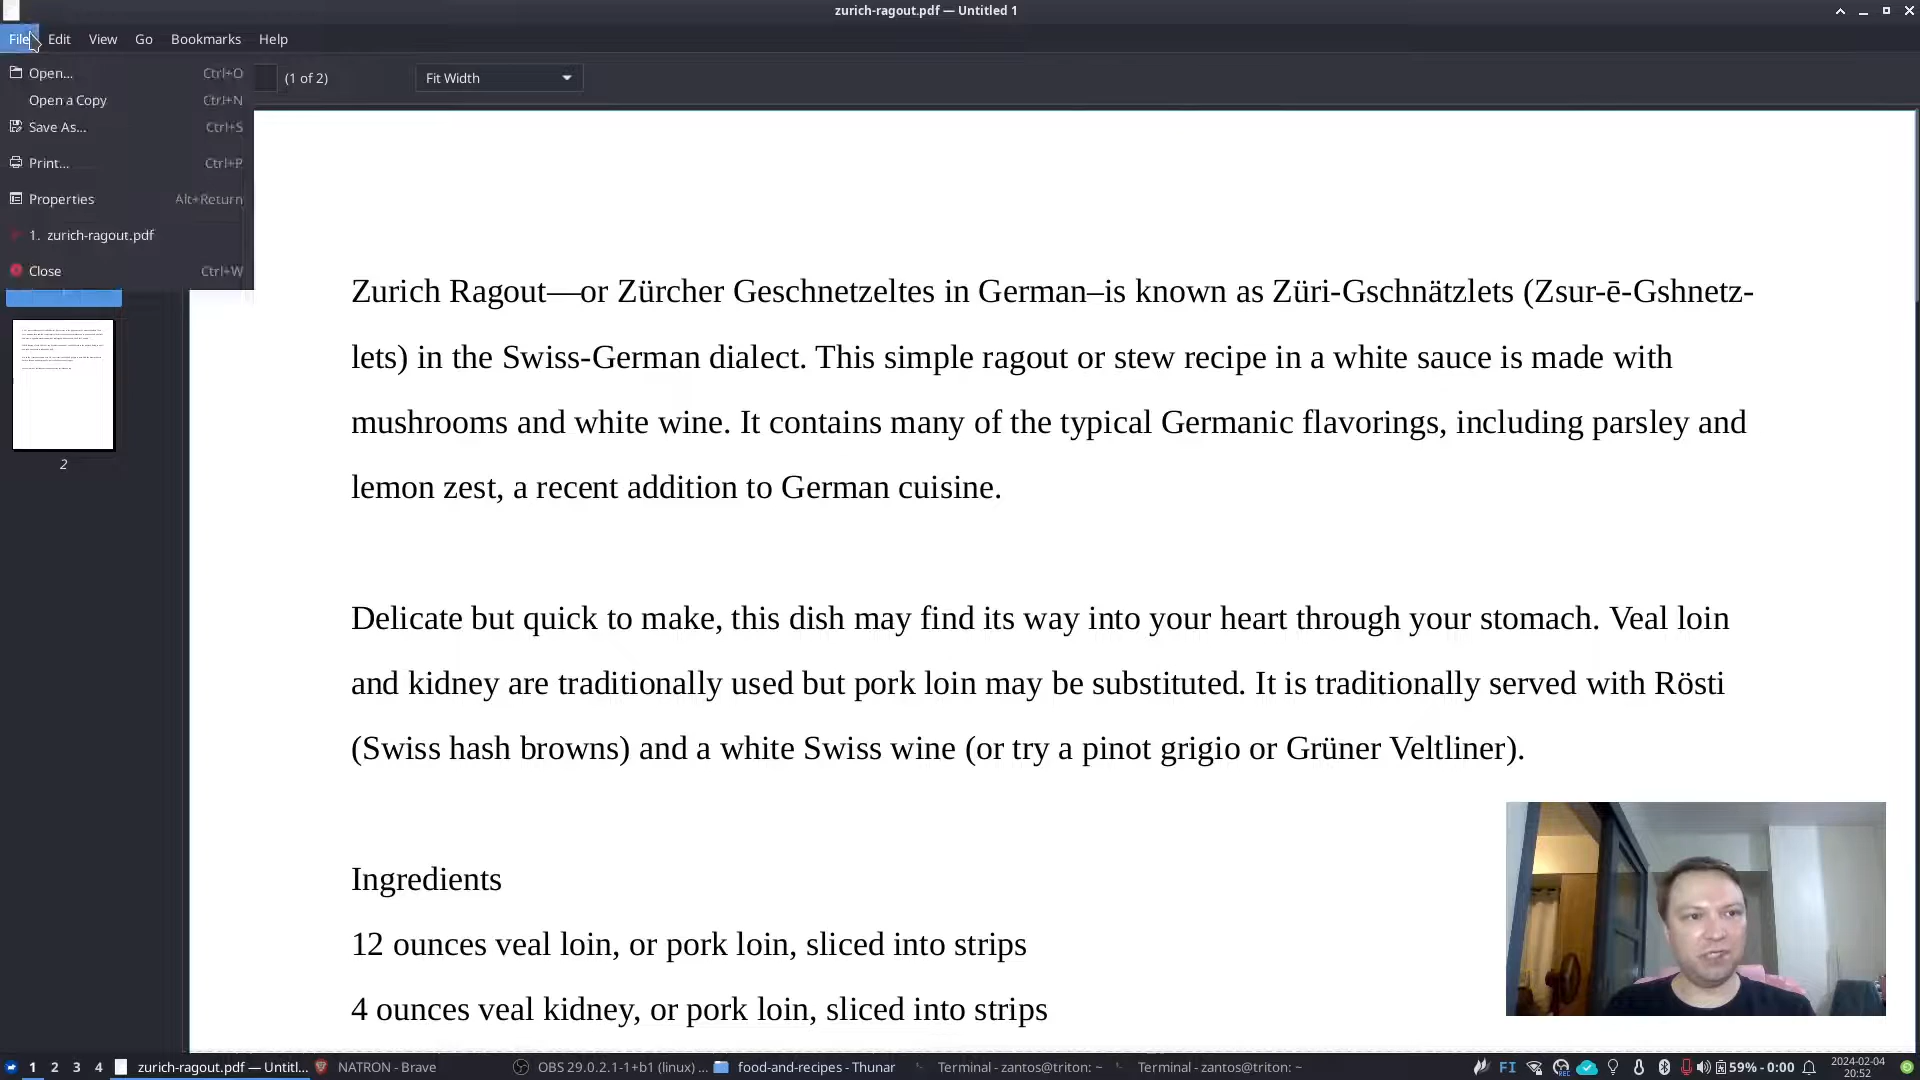 zurich-ragout.pdf — Untitled 1
File Edit View Go Bookmarks Help
Open... Ctrl+O
Open a Copy Ctrl+N
Save As... Ctrl+S
Print... Ctrl+P
Properties Alt+Return
1. zurich-ragout.pdf
Close Ctrl+W
(1 of 2)
Fit Width
2
Zurich Ragout—or Zürcher Geschnetzeltes in German–is known as Züri-Gschnätzlets (Zsur-ē-Gshnetz-
lets) in the Swiss-German dialect. This simple ragout or stew recipe in a white sauce is made with
mushrooms and white wine. It contains many of the typical Germanic flavorings, including parsley and
lemon zest, a recent addition to German cuisine.
Delicate but quick to make, this dish may find its way into your heart through your stomach. Veal loin
and kidney are traditionally used but pork loin may be substituted. It is traditionally served with Rösti
(Swiss hash browns) and a white Swiss wine (or try a pinot grigio or Grüner Veltliner).
Ingredients
12 ounces veal loin, or pork loin, sliced into strips
4 ounces veal kidney, or pork loin, sliced into strips
1 2 3 4 zurich-ragout.pdf — Untitl... NATRON - Brave OBS 29.0.2.1-1+b1 (linux) ... food-and-recipes - Thunar Terminal - zantos@triton: ~ Terminal - zantos@triton: ~ FI 59% - 0:00 2024-02-04
20:52